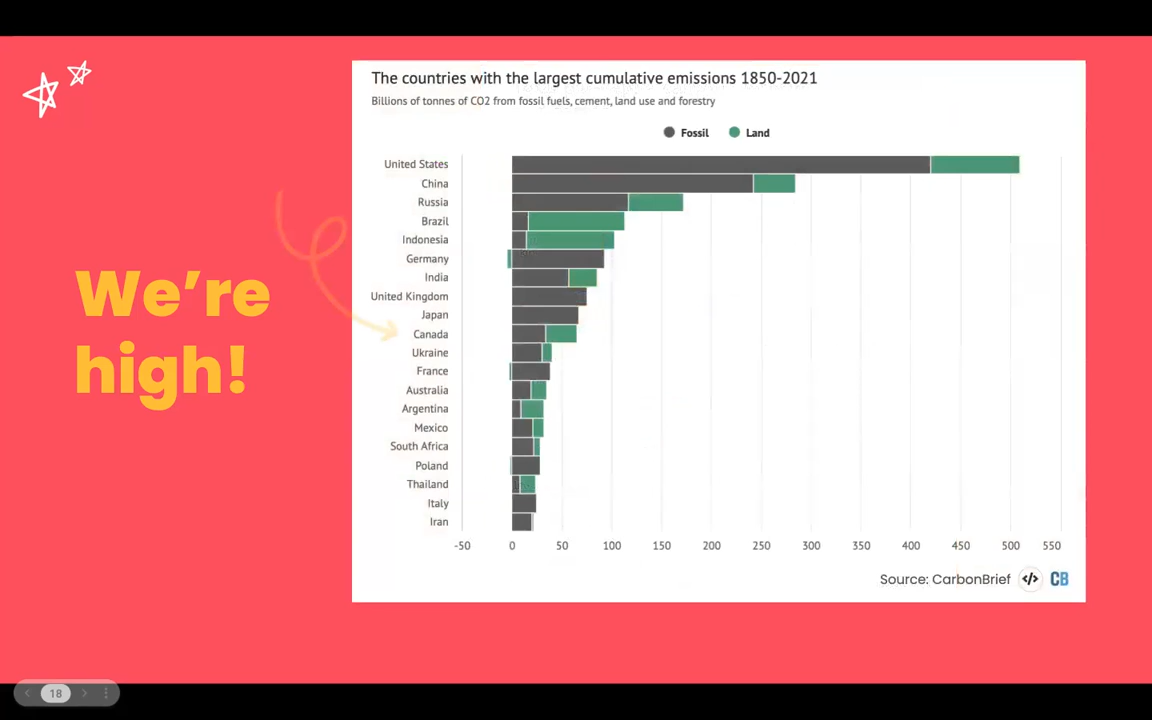 We're
high!
The countries with the largest cumulative emissions 1850-2021
Billions of tonnes of CO2 from fossil fuels, cement, land use and forestry
Fossil Land
United States
China
Russia
Brazil
Indonesia
Germany
India
United Kingdom
Japan
Canada
Ukraine
France
Australia
Argentina
Mexico
South Africa
Poland
Thailand
Italy
Iran
-50 0 50 100 150 200 250 300 350 400 450 500 550
Source: CarbonBrief </> CB
18